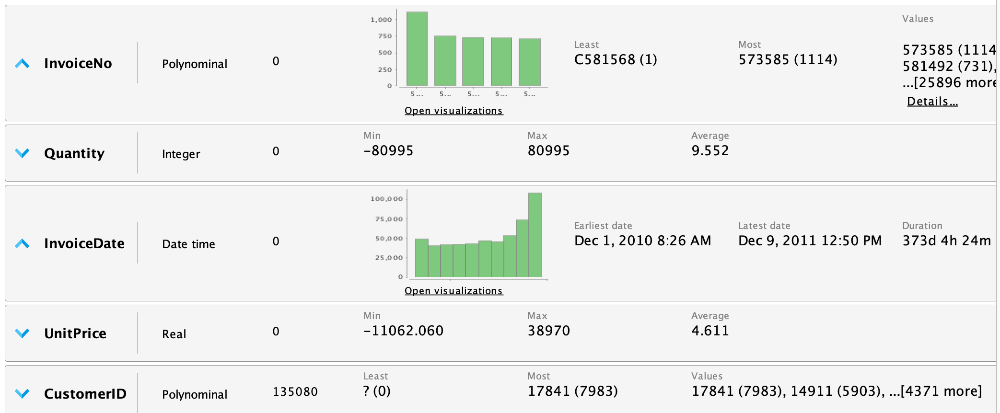 InvoiceNo
Polynominal
0
1,000
750
500
250
0
5... 5... 5... 5... 5...
Open visualizations
Least
C581568 (1)
Most
573585 (1114)
Values
573585 (1114
581492 (731),
...[25896 more
Details...
Quantity
Integer
0
Min
-80995
Max
80995
Average
9.552
InvoiceDate
Date time
0
100,000
75,000
50,000
25,000
0
Open visualizations
Earliest date
Dec 1, 2010 8:26 AM
Latest date
Dec 9, 2011 12:50 PM
Duration
373d 4h 24m
UnitPrice
Real
0
Min
-11062.060
Max
38970
Average
4.611
CustomerID
Polynominal
135080
Least
? (0)
Most
17841 (7983)
Values
17841 (7983), 14911 (5903), ...[4371 more]